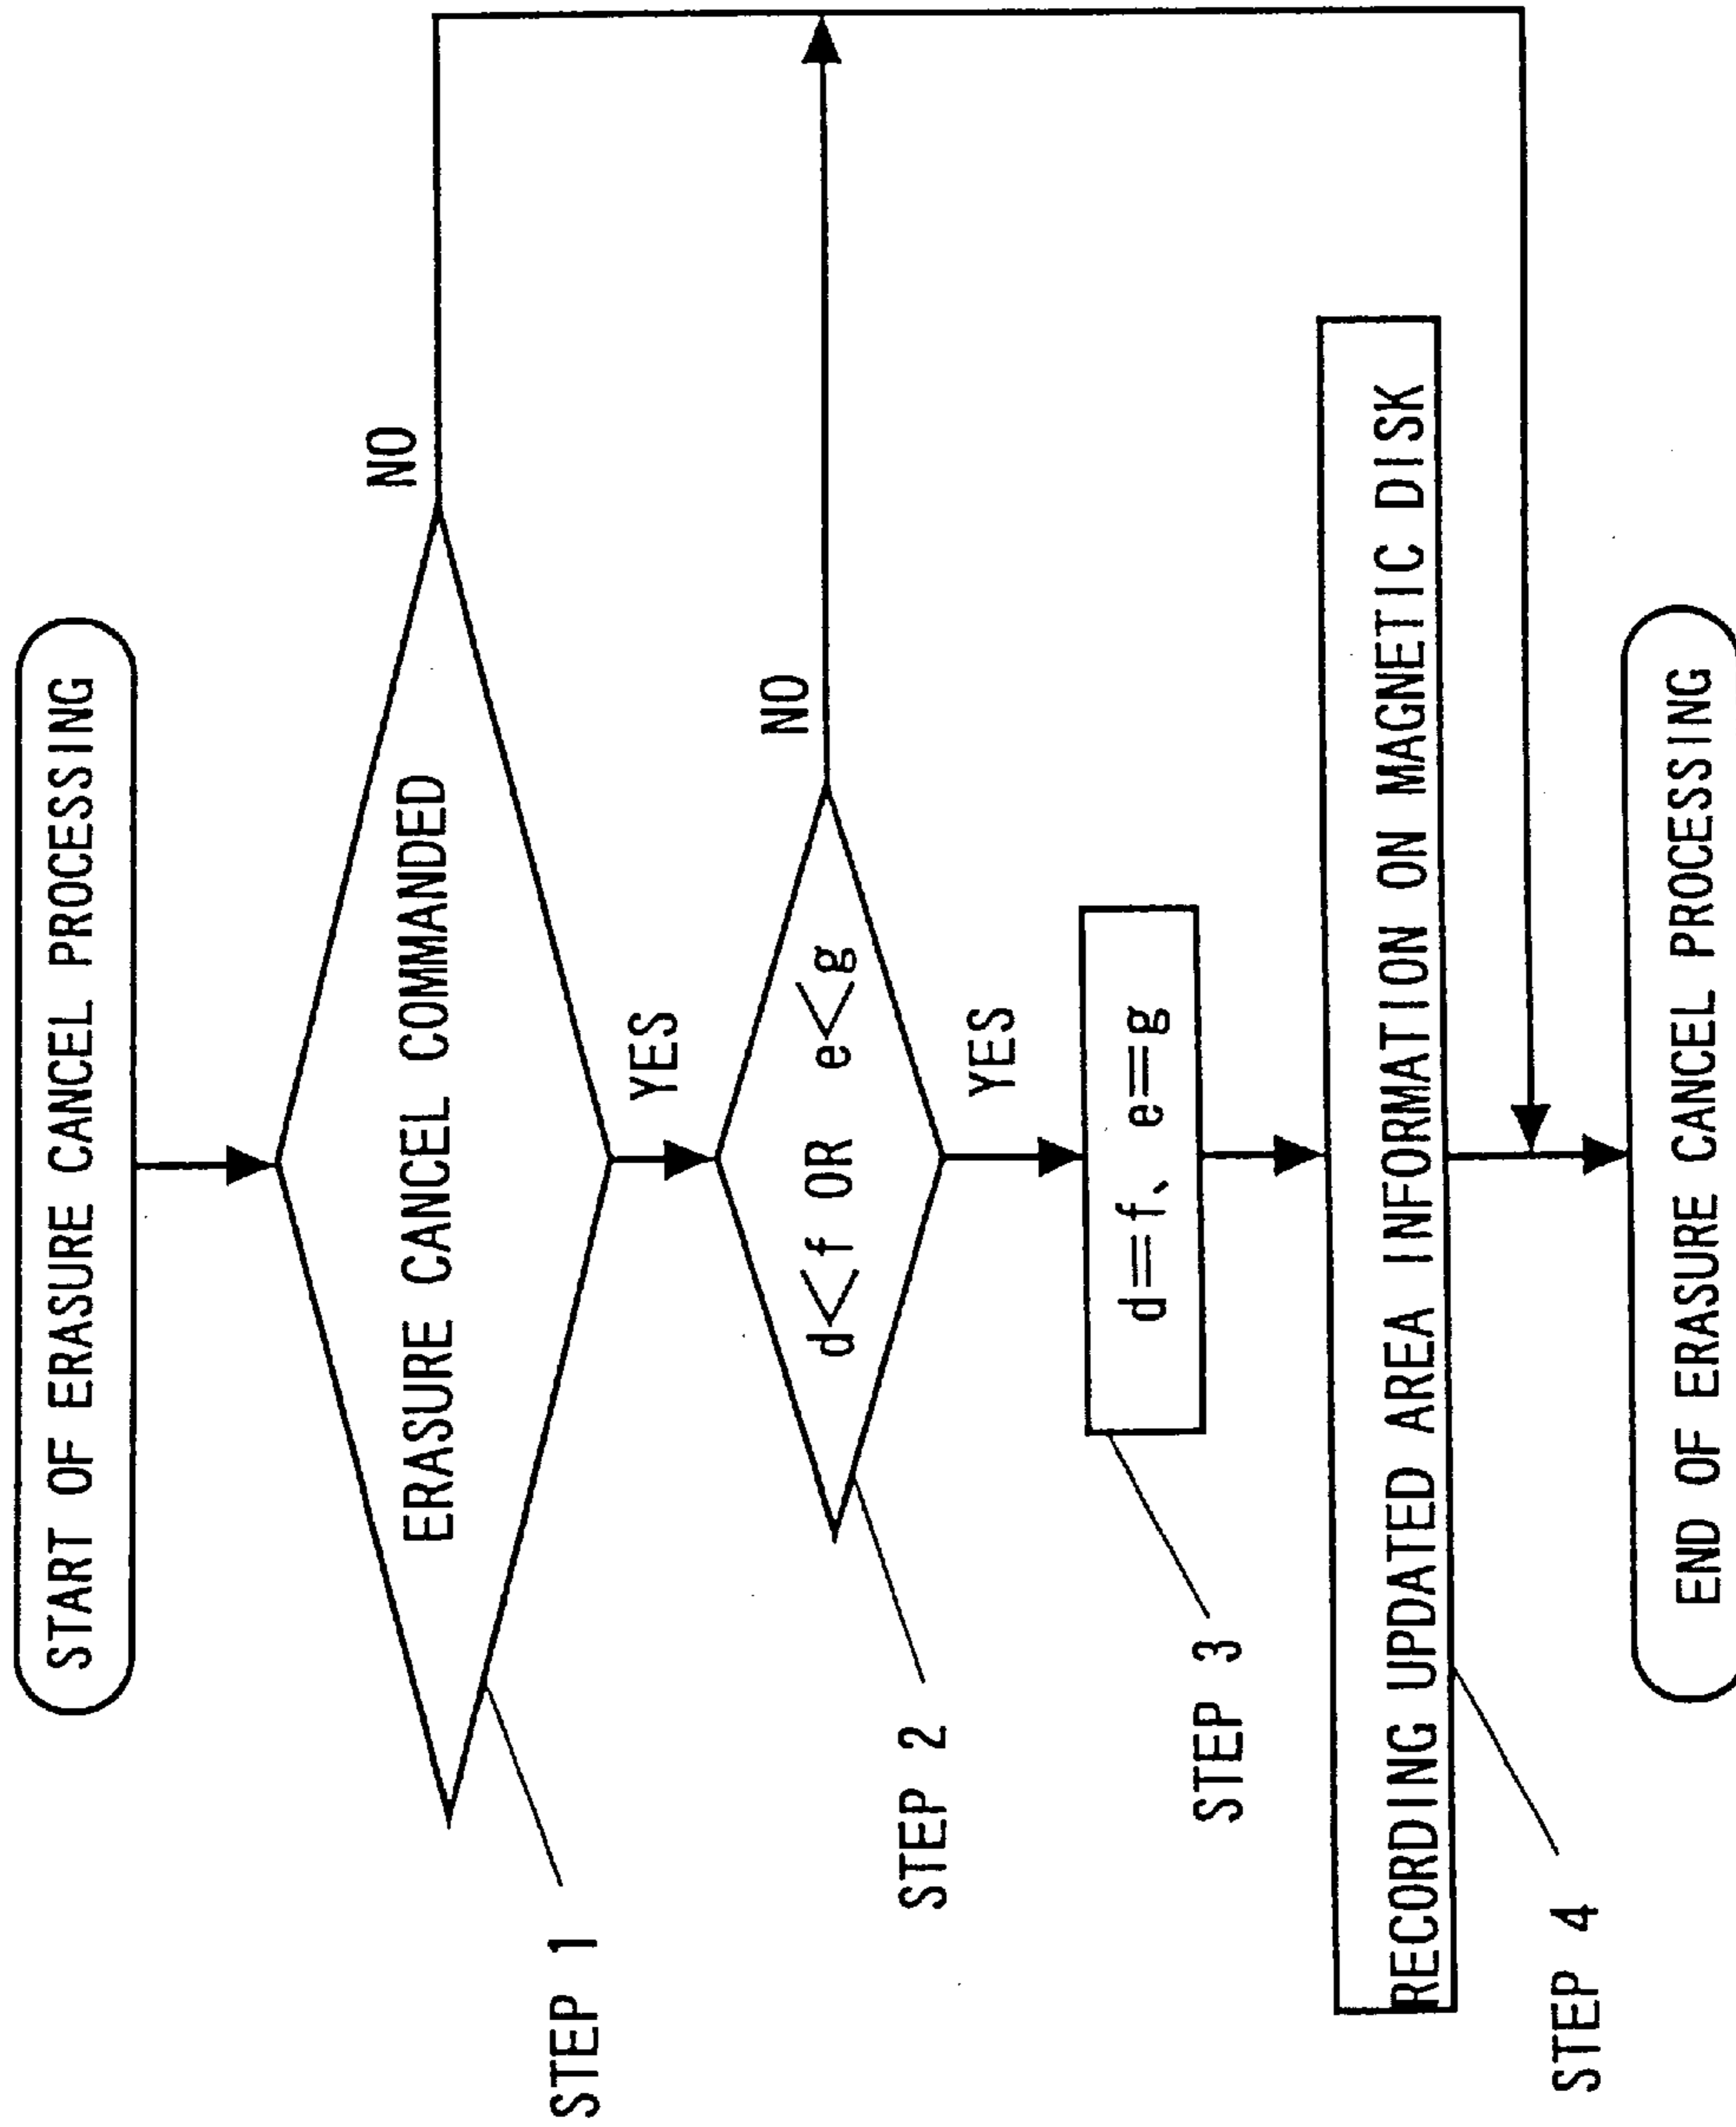 START OF ERASURE CANCEL PROCESSING
ERASURE CANCEL COMMANDED
NO
STEP 1
YES
d<f OR e<g
NO
STEP 2
YES
d=f、 e=g
STEP 3
RECORDING UPDATED AREA INFORMATION ON MAGNETIC DISK
STEP 4
END OF ERASURE CANCEL PROCESSING